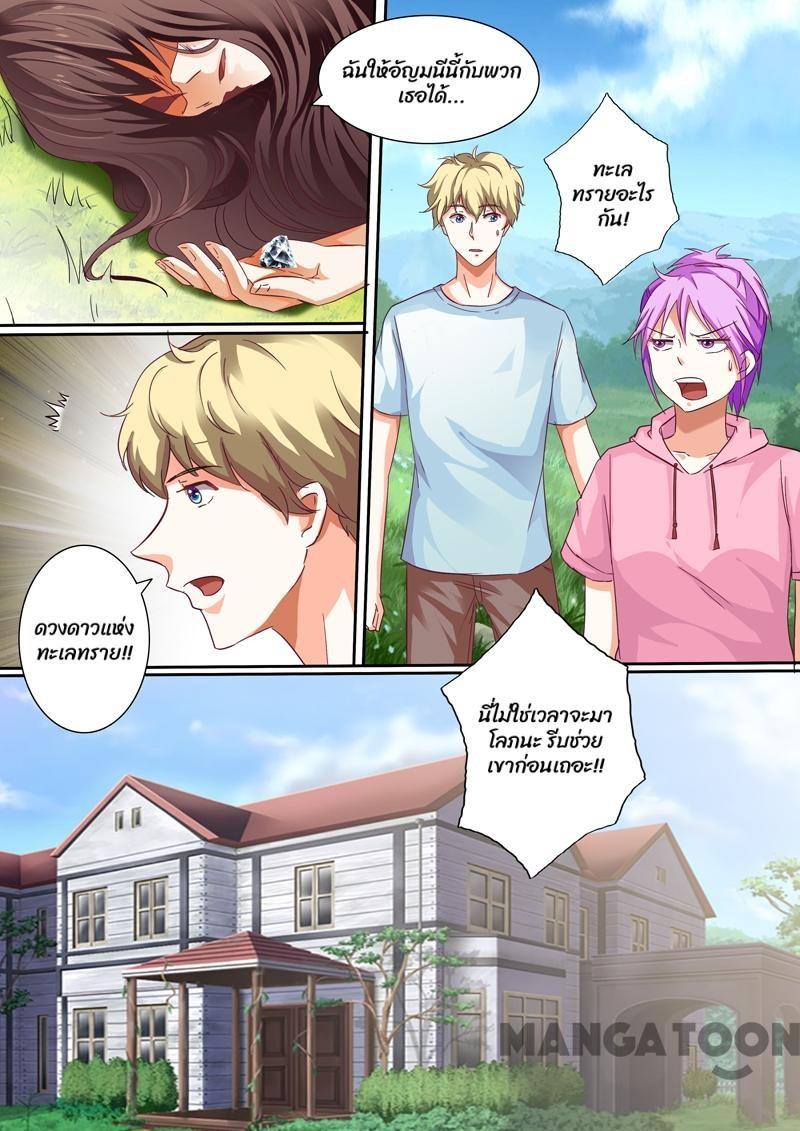 ฉันให้อัญมนีนี้กับพวก
เธอได้...
ทะเล
ทรายอะไร
กัน!
ดวงดาวแห่ง
ทะเลทราย!!
นี่ไม่ใช่เวลาจะมา
โลภนะ รีบช่วย
เขาก่อนเถอะ!!
MANGATOON